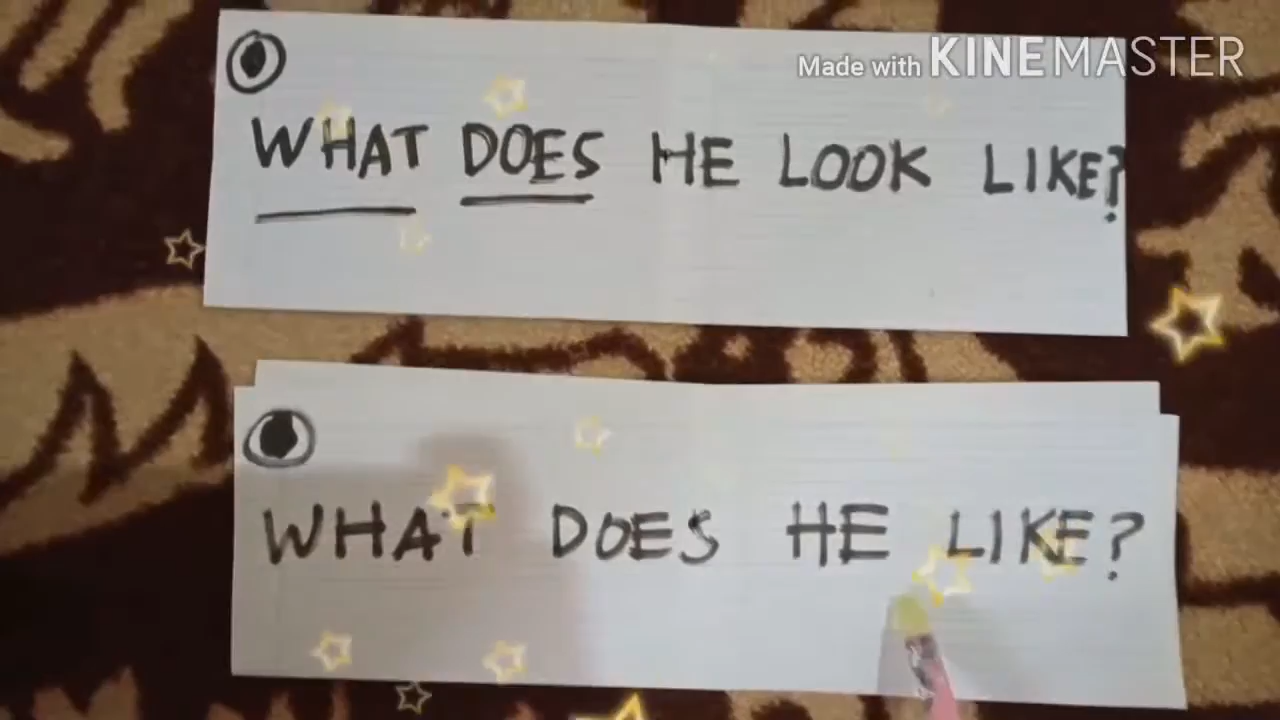 Made with KINEMASTER
WHAT DOES HE LOOK LIKE?
WHAT DOES HE LIKE?